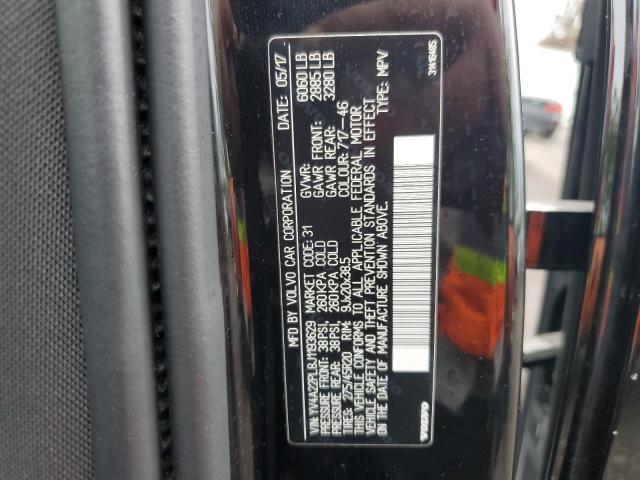 MFD BY VOLVO CAR CORPORATION DATE: 05/17
VIN: YV4A22PL8J1193629 MARKET CODE: 31 GVWR: 6060 LB
PRESSURE FRONT: 38PSI, 260KPA COLD GAWR FRONT: 2885 LB
PRESSURE REAR: 38PSI, 260KPA COLD GAWR REAR: 3280 LB
TIRES: 275/45R20 RIM: 9Jx20x38.5 COLOUR: 717-46
THIS VEHICLE CONFORMS TO ALL APPLICABLE FEDERAL MOTOR TYPE: MPV
VEHICLE SAFETY AND THEFT PREVENTION STANDARDS IN EFFECT
ON THE DATE OF MANUFACTURE SHOWN ABOVE.
VOLVO 31416485